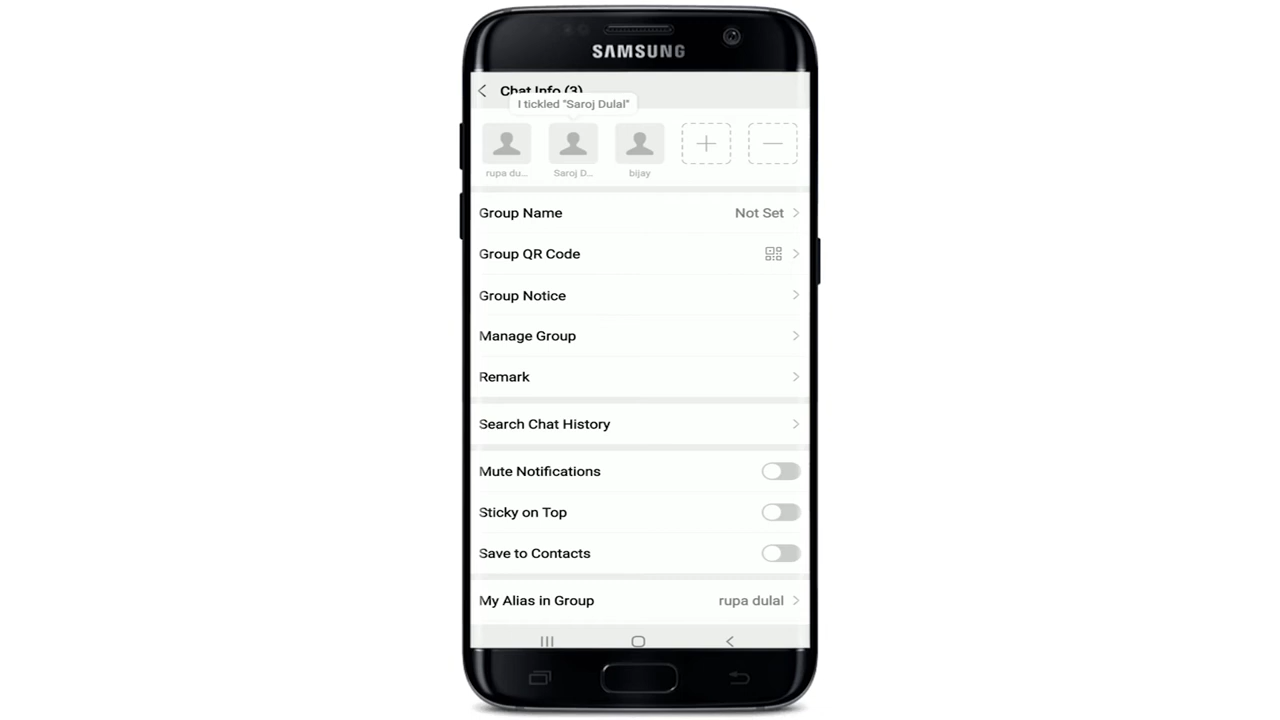 SAMSUNG
Chat Info (3)
I tickled "Saroj Dulal"
rupa du...
Saroj D...
bijay
Group Name
Not Set
Group QR Code
Group Notice
Manage Group
Remark
Search Chat History
Mute Notifications
Sticky on Top
Save to Contacts
My Alias in Group
rupa dulal